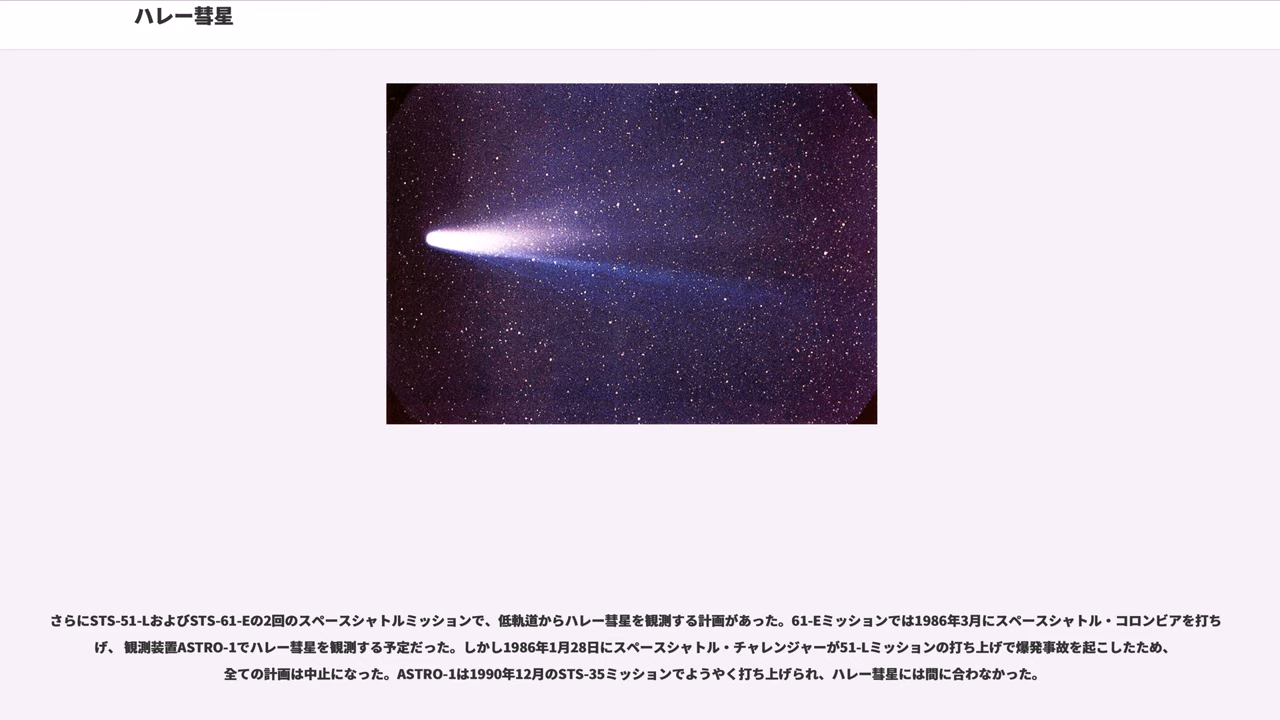 ハレー彗星
さらにSTS-51-LおよびSTS-61-Eの2回のスペースシャトルミッションで、低軌道からハレー彗星を観測する計画があった。61-Eミッションでは1986年3月にスペースシャトル・コロンビアを打ち
げ、 観測装置ASTRO-1でハレー彗星を観測する予定だった。しかし1986年1月28日にスペースシャトル・チャレンジャーが51-Lミッションの打ち上げで爆発事故を起こしたため、
全ての計画は中止になった。ASTRO-1は1990年12月のSTS-35ミッションでようやく打ち上げられ、ハレー彗星には間に合わなかった。